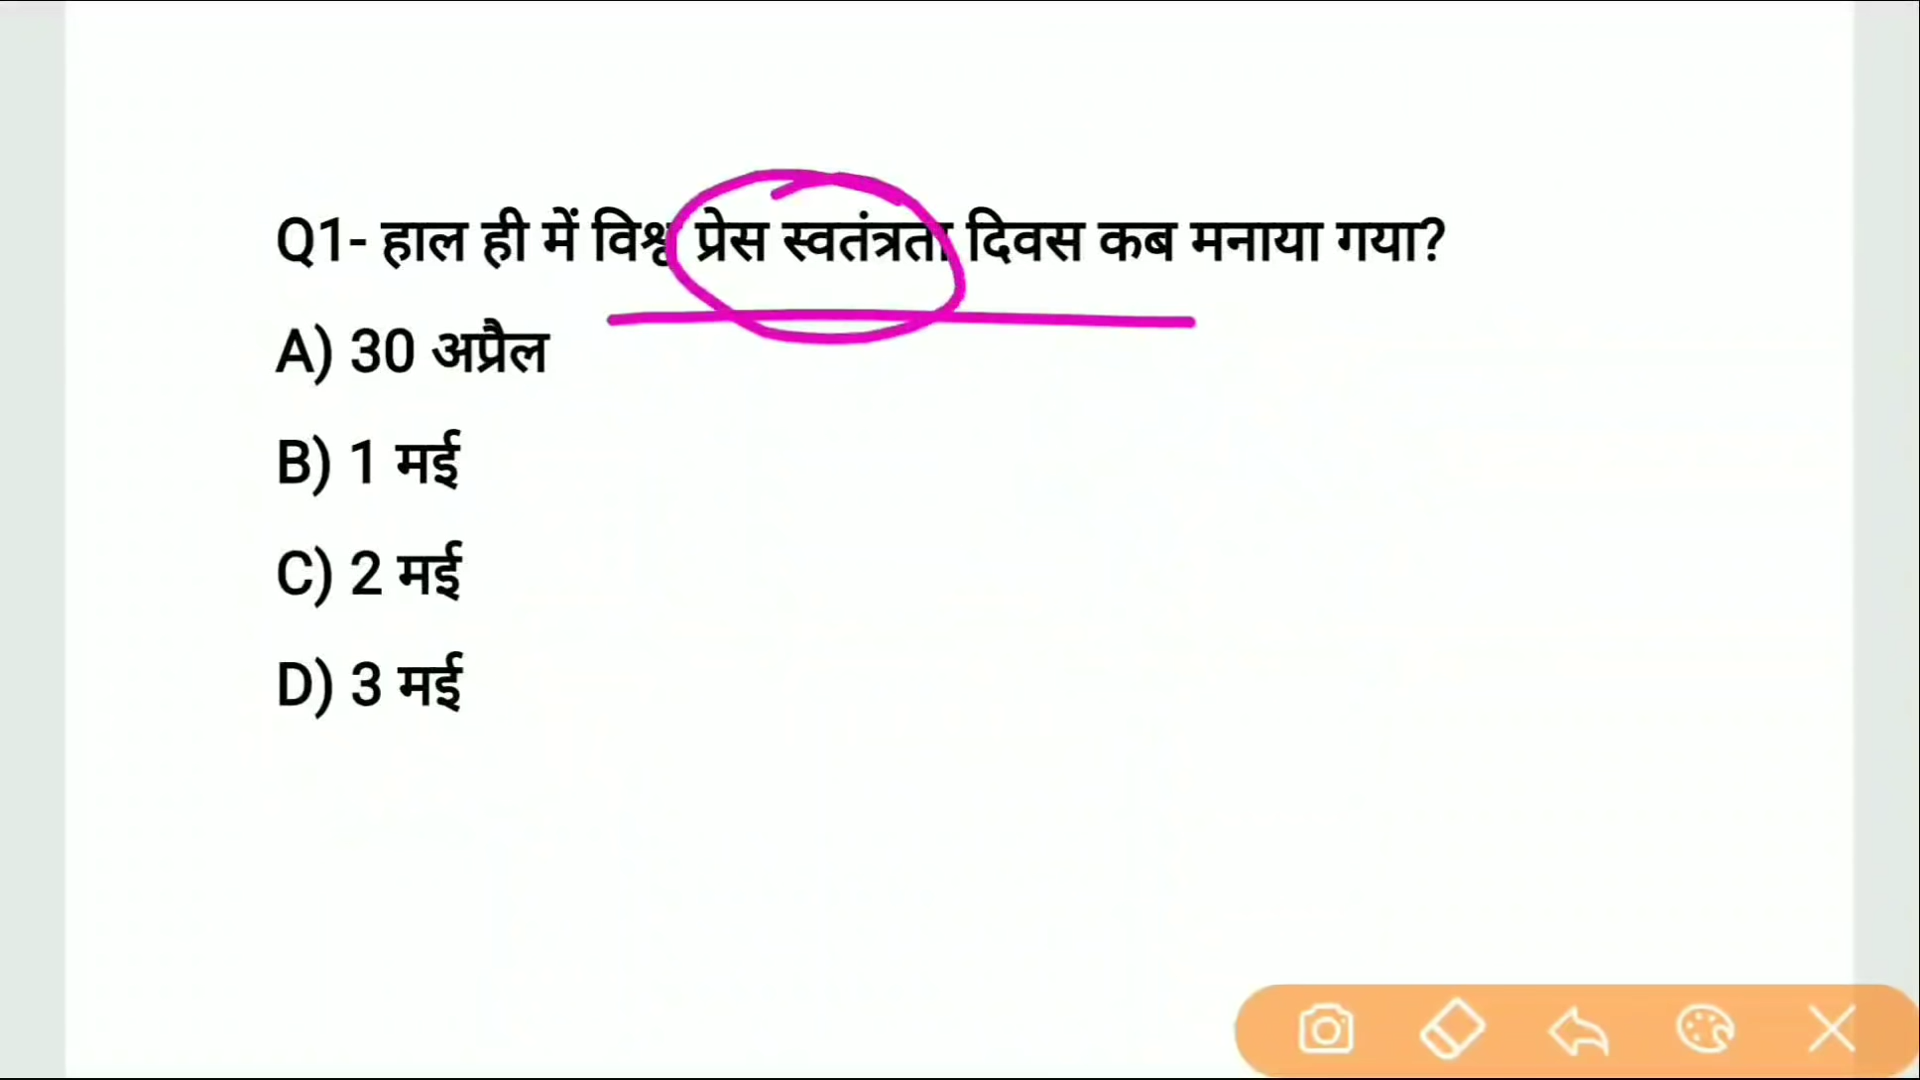 Q1- हाल ही में विश्व प्रेस स्वतंत्रता दिवस कब मनाया गया?
A) 30 अप्रैल
B) 1 मई
C) 2 मई
D) 3 मई